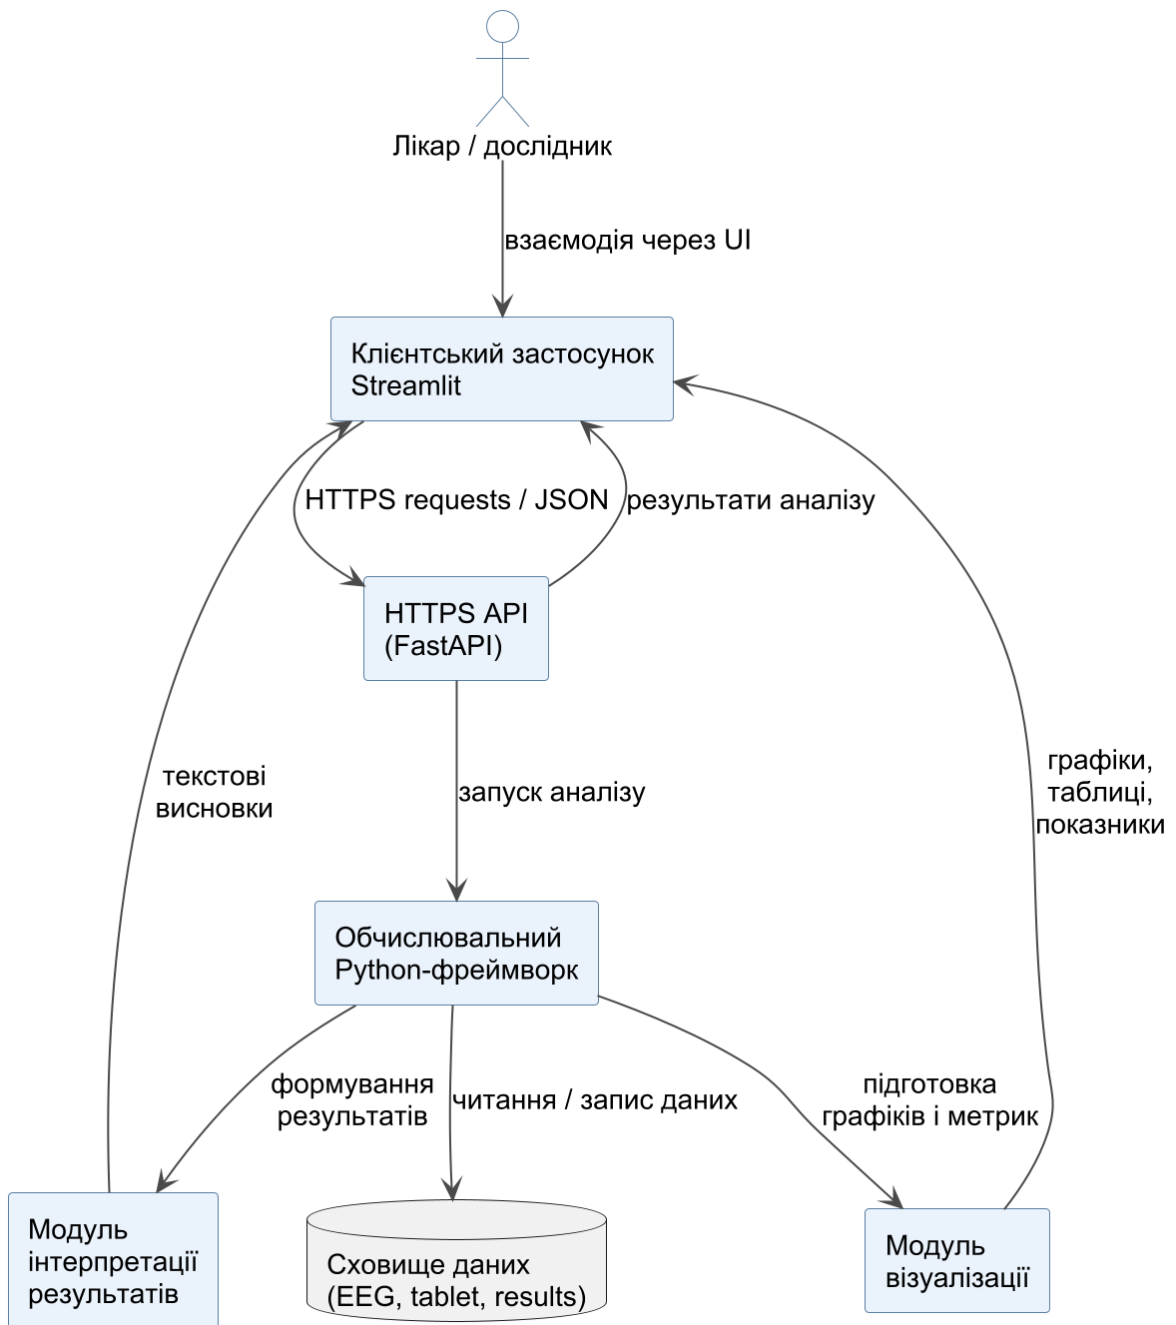 Лікар / дослідник
взаємодія через UI
Клієнтський застосунок
Streamlit
HTTPS requests / JSON
результати аналізу
HTTPS API
(FastAPI)
текстові
висновки
запуск аналізу
графіки,
таблиці,
показники
Обчислювальний
Python-фреймворк
формування
результатів
читання / запис даних
підготовка
графіків і метрик
Модуль
інтерпретації
результатів
Сховище даних
(EEG, tablet, results)
Модуль
візуалізації